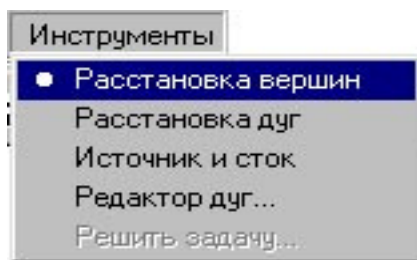 Инструменты
Расстановка вершин
Расстановка дуг
Источник и сток
Редактор дуг...
Решить задачу...